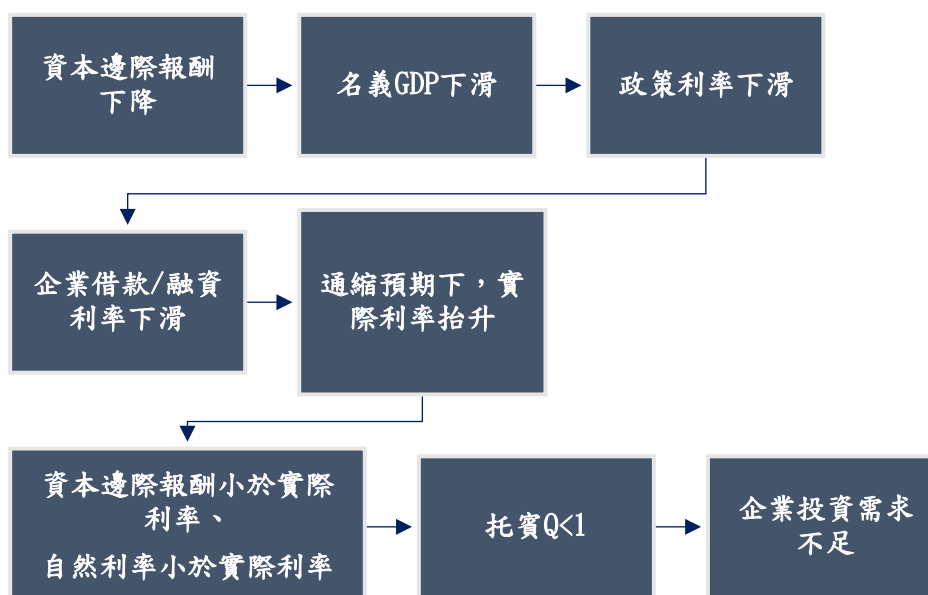 資本邊際報酬
下降
名義GDP下滑
政策利率下滑
企業借款/融資
利率下滑
通縮預期下，實
際利率抬升
資本邊際報酬小於實際
利率、
自然利率小於實際利率
托賓Q<1
企業投資需求
不足